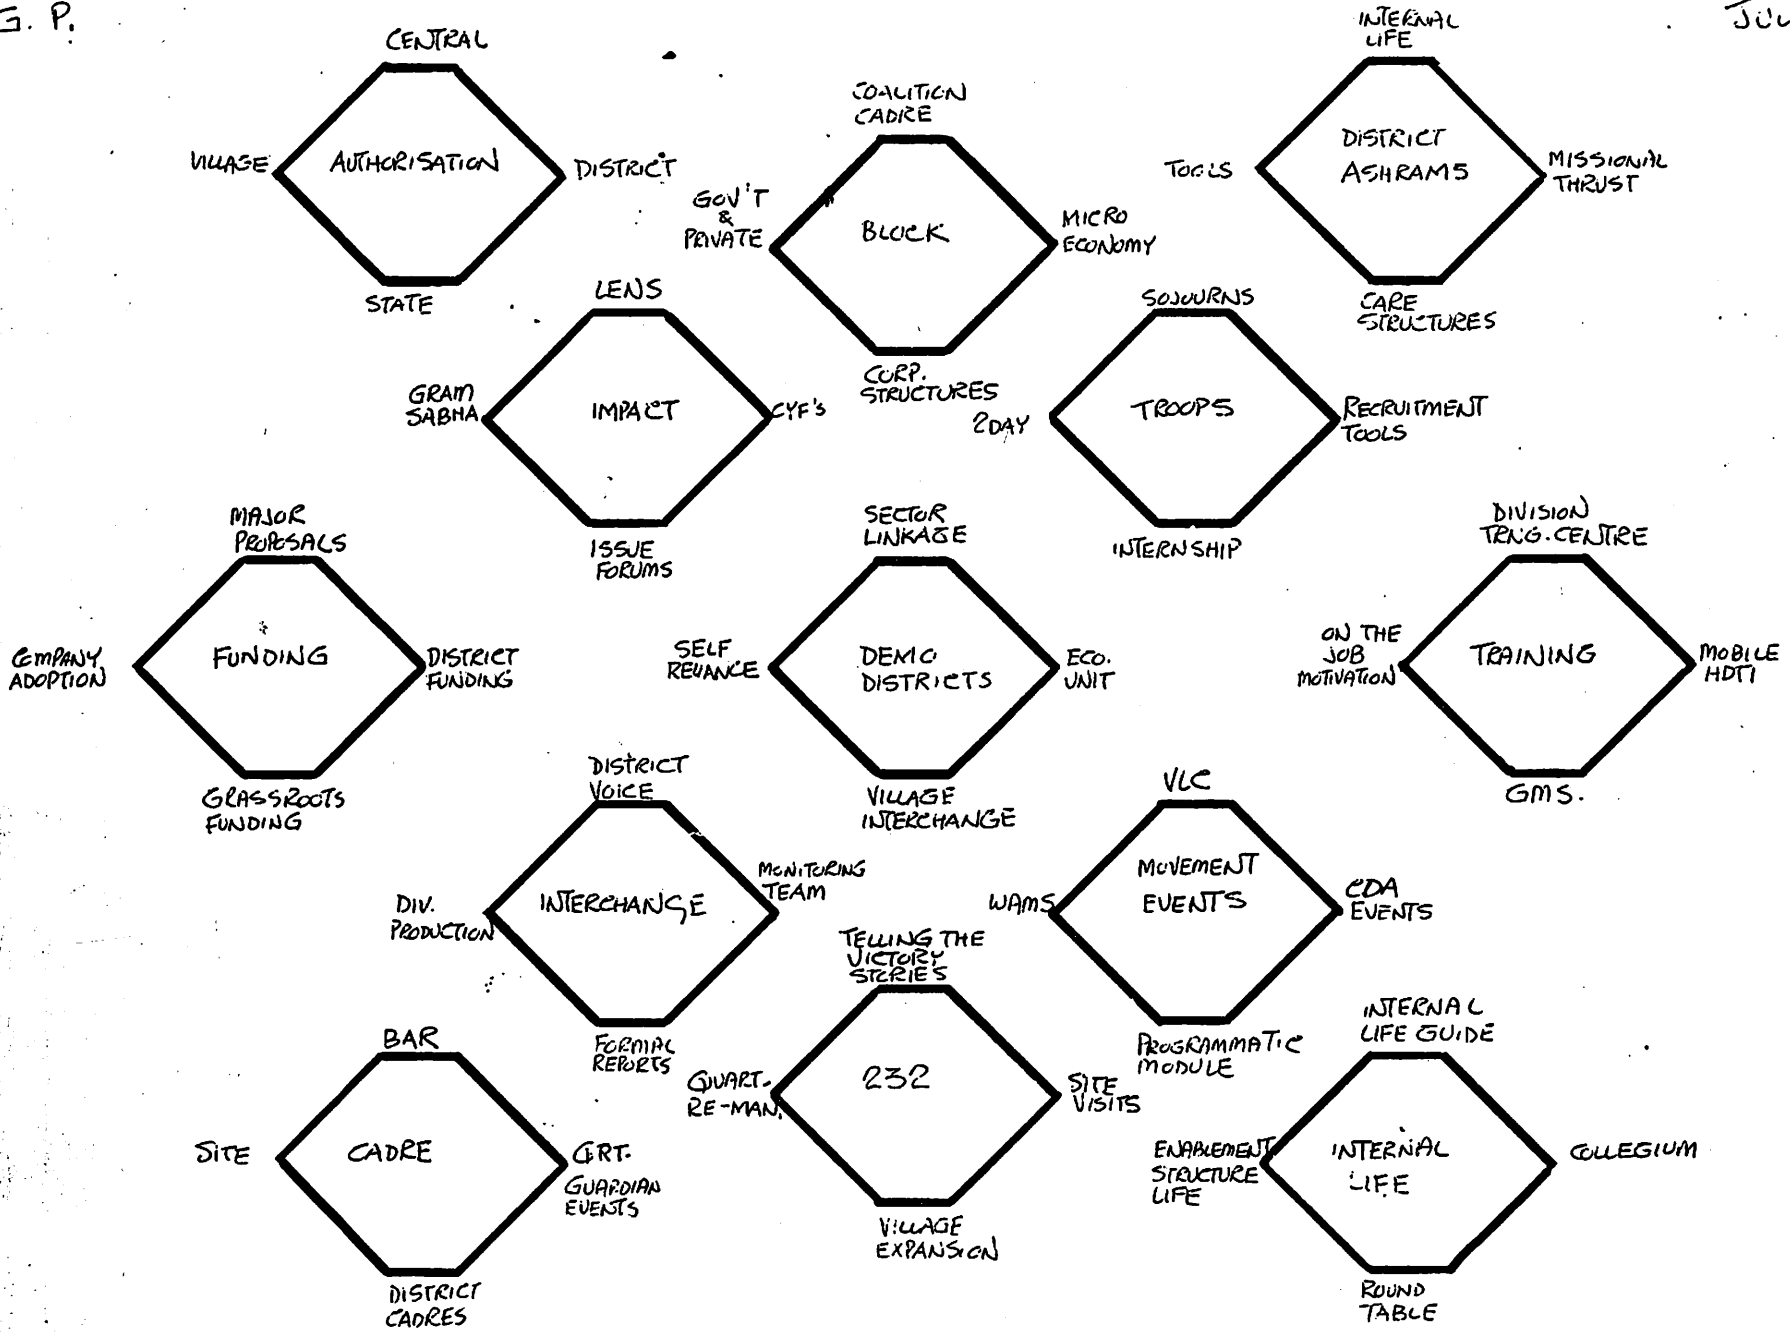 G. P.
JUL
CENTRAL
VILLAGE
AUTHORISATION
DISTRICT
STATE
COALITION
CADRE
GOV'T
&
PRIVATE
BLOCK
MICRO
ECONOMY
CORP.
STRUCTURES
INTERNAL
LIFE
TOOLS
DISTRICT
ASHRAMS
MISSIONAL
THRUST
CARE
STRUCTURES
LENS
GRAM
SABHA
IMPACT
CYF'S
ISSUE
FORUMS
SOJOURNS
2DAY
TROOPS
RECRUITMENT
TOOLS
INTERNSHIP
MAJOR
PROPOSALS
COMPANY
ADOPTION
FUNDING
DISTRICT
FUNDING
GRASSROOTS
FUNDING
SECTOR
LINKAGE
SELF
RELIANCE
DEMO
DISTRICTS
ECO.
UNIT
VILLAGE
INTERCHANGE
DIVISION
TRNG. CENTRE
ON THE
JOB
MOTIVATION
TRAINING
MOBILE
HDTI
GMS.
DISTRICT
VOICE
DIV.
PRODUCTION
INTERCHANGE
MONITORING
TEAM
FORMAL
REPORTS
VLC
WAMS
MOVEMENT
EVENTS
CDA
EVENTS
PROGRAMMATIC
MODULE
BAR
SITE
CADRE
CIRT.
GUARDIAN
EVENTS
DISTRICT
CADRES
TELLING THE
VICTORY
STORIES
QUART.
RE-MAN.
232
SITE
VISITS
VILLAGE
EXPANSION
INTERNAL
LIFE GUIDE
ENABLEMENT
STRUCTURE
LIFE
INTERNAL
LIFE
COLLEGIUM
ROUND
TABLE